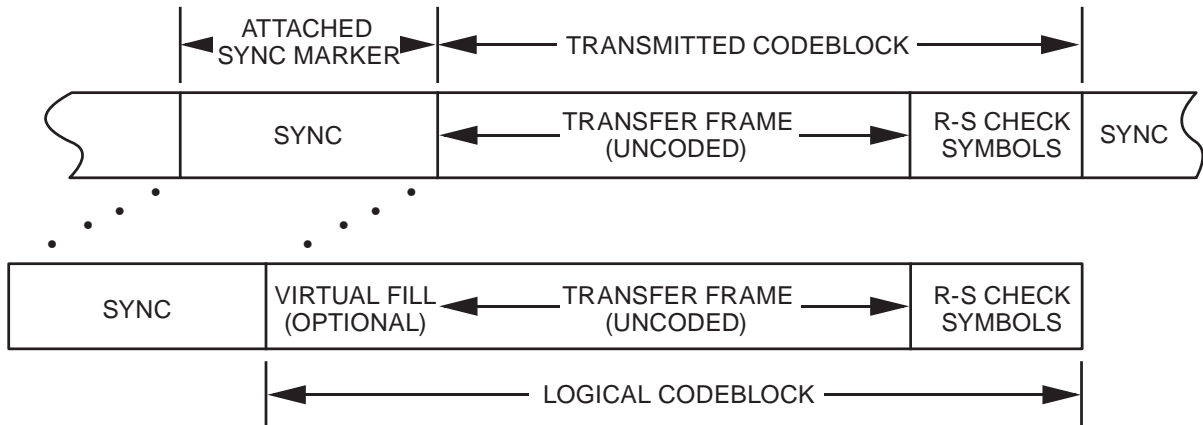 ATTACHED
SYNC MARKER
TRANSMITTED CODEBLOCK
SYNC
TRANSFER FRAME
(UNCODED)
R-S CHECK
SYMBOLS
SYNC
SYNC
VIRTUAL FILL
(OPTIONAL)
TRANSFER FRAME
(UNCODED)
R-S CHECK
SYMBOLS
LOGICAL CODEBLOCK